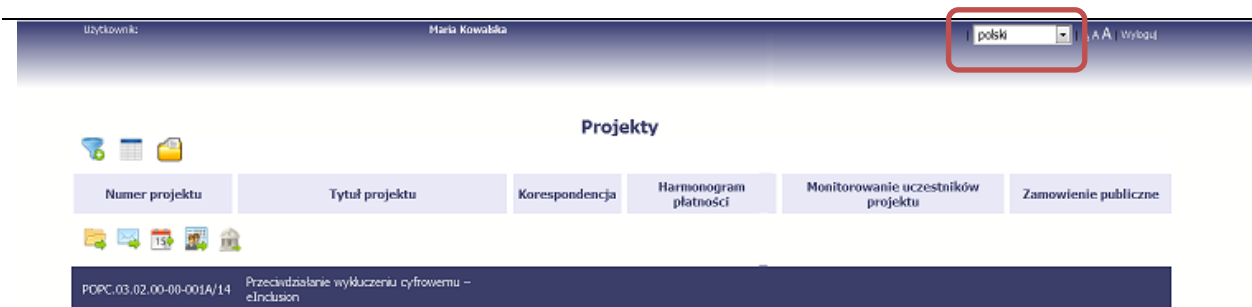 Użytkownik: Maria Kowalska | polski | A A A | Wyloguj
Projekty
Numer projektu Tytuł projektu Korespondencja Harmonogram płatności Monitorowanie uczestników projektu Zamowienie publiczne
15
POPC.03.02.00-00-001A/14 Przeciwdziałanie wykluczeniu cyfrowemu –
eInclusion